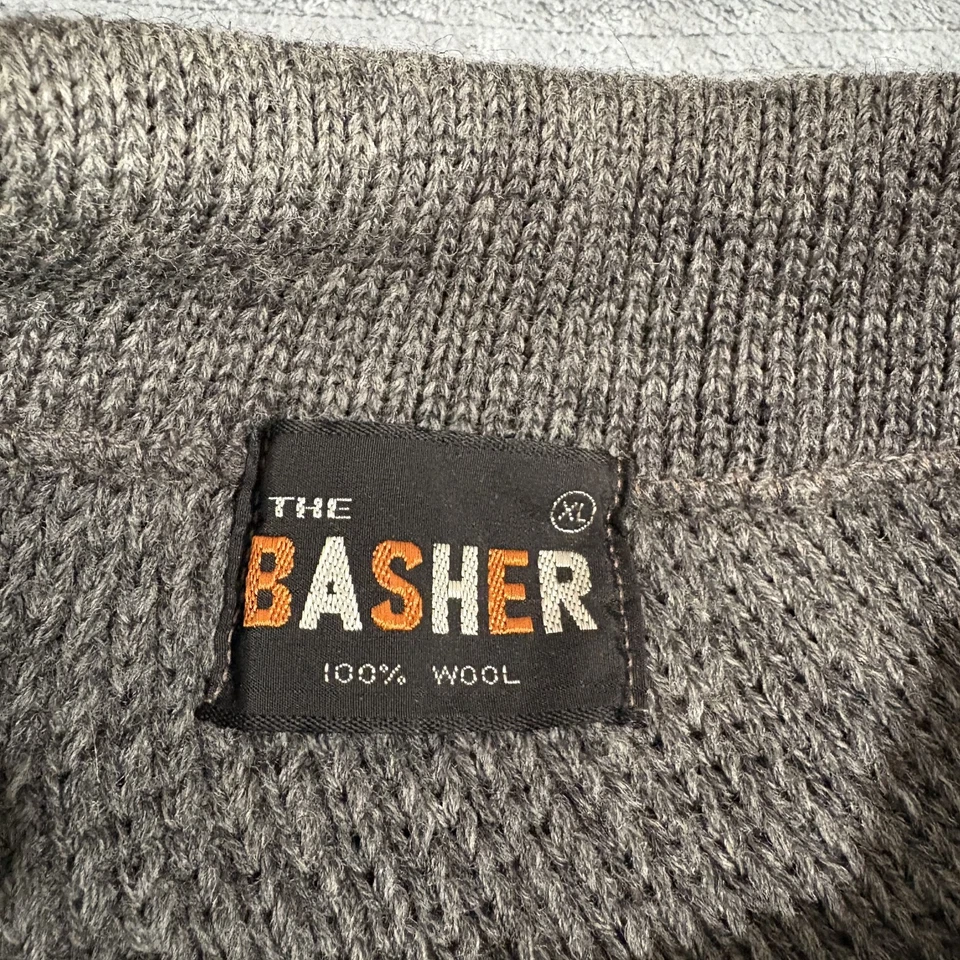 THE XL
BASHER
100% WOOL